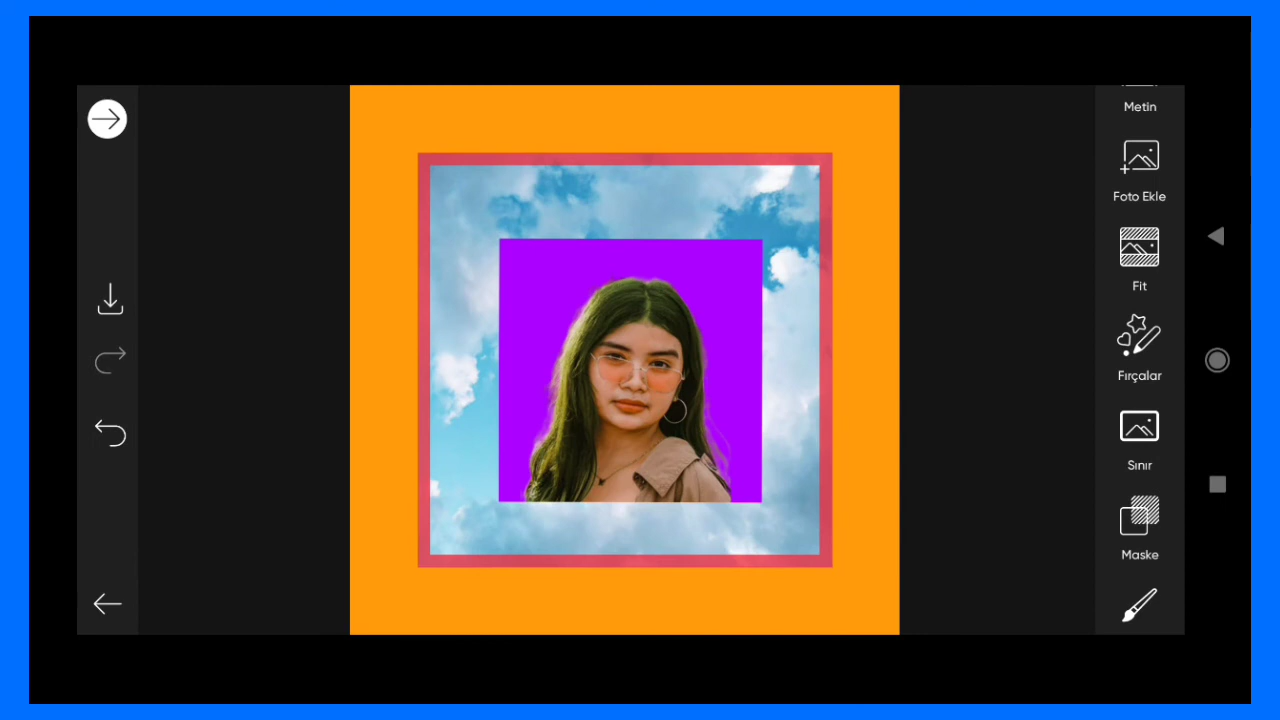 Metin
Foto Ekle
Fit
Fırçalar
Sınır
Maske